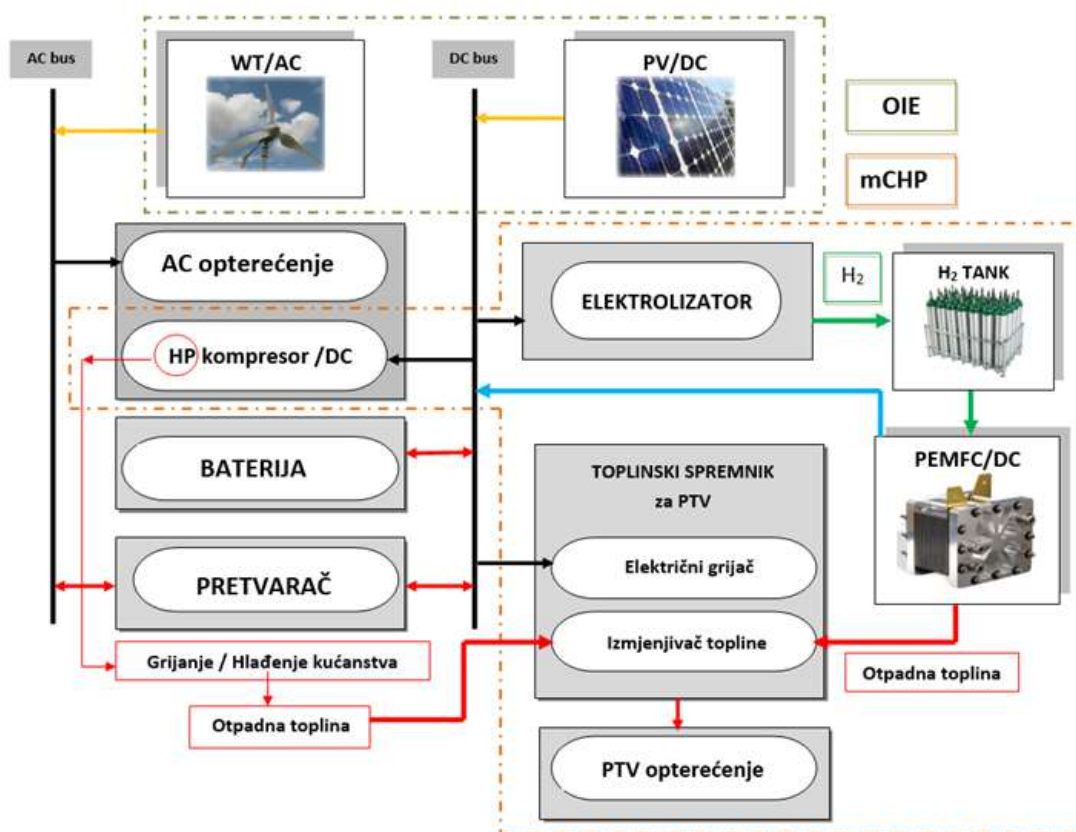 AC bus
WT/AC
DC bus
PV/DC
OIE
mCHP
AC opterećenje
HP kompresor /DC
ELEKTROLIZATOR
H₂
H₂ TANK
BATERIJA
TOPLINSKI SPREMNIK
za PTV
PEMFC/DC
Električni grijač
PRETVARAČ
Izmjenjivač topline
Grijanje / Hlađenje kućanstva
Otpadna toplina
Otpadna toplina
PTV opterećenje